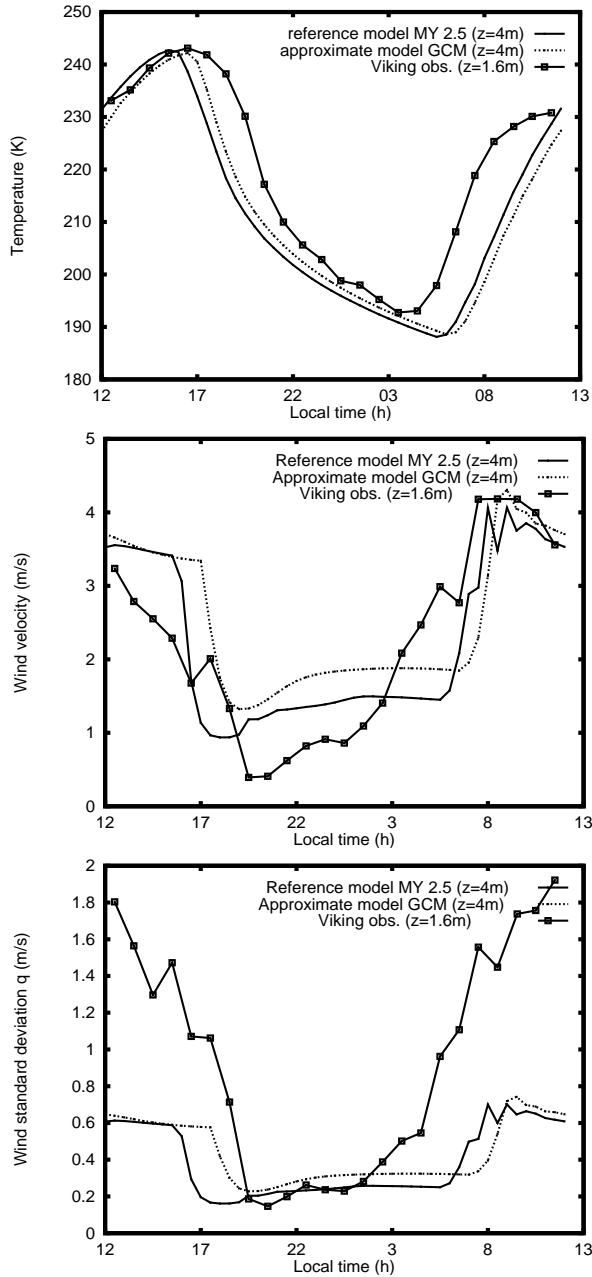 reference model MY 2.5 (z=4m)
approximate model GCM (z=4m)
Viking obs. (z=1.6m)
250
240
230
220
210
200
190
180
Temperature (K)
12 17 22 03 08 13
Local time (h)
Reference model MY 2.5 (z=4m)
Approximate model GCM (z=4m)
Viking obs. (z=1.6m)
5
4
3
2
1
0
Wind velocity (m/s)
12 17 22 3 8 13
Local time (h)
Reference model MY 2.5 (z=4m)
Approximate model GCM (z=4m)
Viking obs. (z=1.6m)
2
1.8
1.6
1.4
1.2
1
0.8
0.6
0.4
0.2
0
Wind standard deviation q (m/s)
12 17 22 3 8 13
Local time (h)